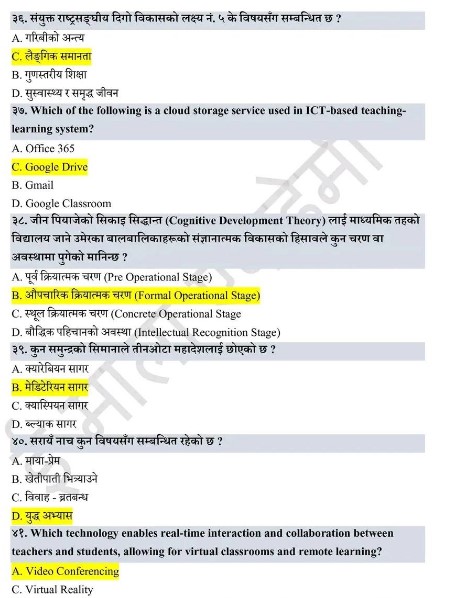 ३६. संयुक्त राष्ट्रसङ्घीय दिगो विकासको लक्ष्य नं. ५ के विषयसँग सम्बन्धित छ ?
A. गरिबीको अन्त्य
C. लैङ्गिक समानता
B. गुणस्तरीय शिक्षा
D. सुस्वास्थ्य र समृद्ध जीवन
३७. Which of the following is a cloud storage service used in ICT-based teaching-
learning system?
A. Office 365
C. Google Drive
B. Gmail
D. Google Classroom
३८. जीन पियाजेको सिकाइ सिद्धान्त (Cognitive Development Theory) लाई माध्यमिक तहको
विद्यालय जाने उमेरका बालबालिकाहरूको संज्ञानात्मक विकासको हिसावले कुन चरण वा
अवस्थामा पुगेको मानिन्छ ?
A. पूर्व क्रियात्मक चरण (Pre Operational Stage)
B. औपचारिक क्रियात्मक चरण (Formal Operational Stage)
C. स्थूल क्रियात्मक चरण (Concrete Operational Stage
D. बौद्धिक पहिचानको अवस्था (Intellectual Recognition Stage)
३९. कुन समुन्द्रको सिमानाले तीनओटा महादेशलाई छोएको छ ?
A. क्यारेबियन सागर
B. मेडिटेरियन सागर
C. क्यास्पियन सागर
D. ब्ल्याक सागर
४०. सरायँ नाच कुन विषयसँग सम्बन्धित रहेको छ ?
A. माया-प्रेम
B. खेतीपाती भित्र्याउने
C. विवाह - ब्रतबन्ध
D. युद्ध अभ्यास
४१. Which technology enables real-time interaction and collaboration between
teachers and students, allowing for virtual classrooms and remote learning?
A. Video Conferencing
C. Virtual Reality